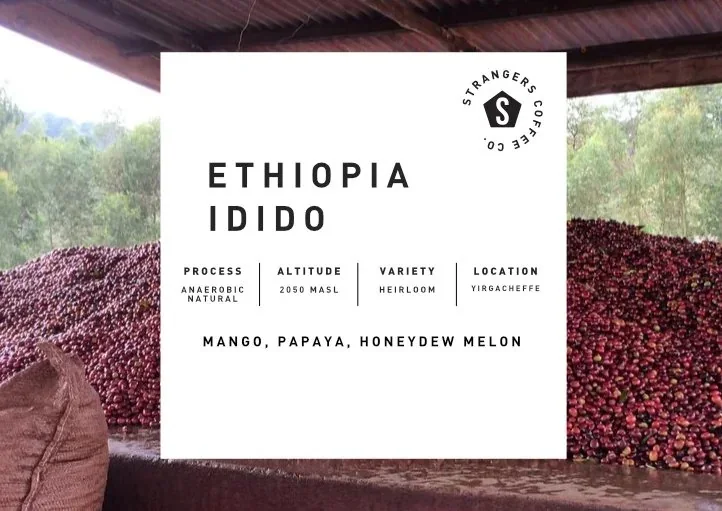 STRANGERS COFFEE CO.
S
ETHIOPIA
IDIDO
PROCESS
ANAEROBIC
NATURAL
ALTITUDE
2050 MASL
VARIETY
HEIRLOOM
LOCATION
YIRGACHEFFE
MANGO, PAPAYA, HONEYDEW MELON